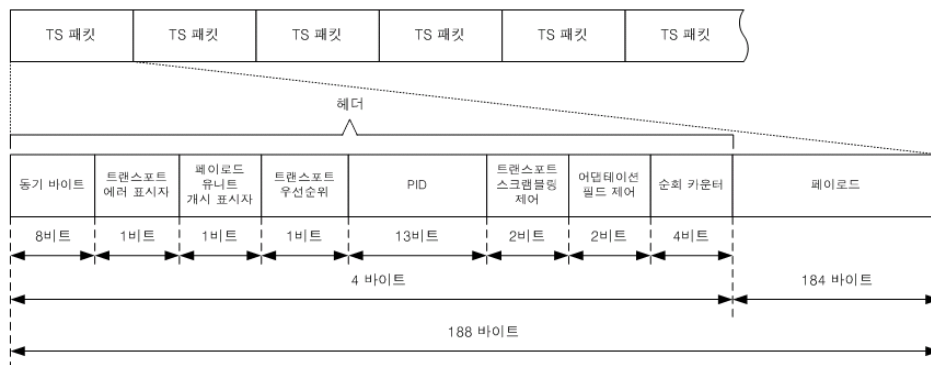 TS 패킷 TS 패킷 TS 패킷 TS 패킷 TS 패킷 TS 패킷
헤더
동기 바이트
트랜스포트
에러 표시자
페이로드
유니트
개시 표시자
트랜스포트
우선순위
PID
트랜스포트
스크램블링
제어
어댑테이션
필드 제어
순회 카운터
페이로드
8비트 1비트 1비트 1비트 13비트 2비트 2비트 4비트
4 바이트 184 바이트
188 바이트